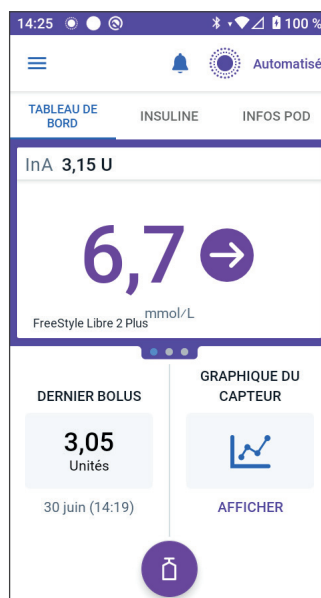 14:25 100 %
Automatisé
TABLEAU DE
BORD
INSULINE
INFOS POD
InA 3,15 U
6,7
mmol/L
FreeStyle Libre 2 Plus
DERNIER BOLUS
3,05
Unités
30 juin (14:19)
GRAPHIQUE DU
CAPTEUR
AFFICHER